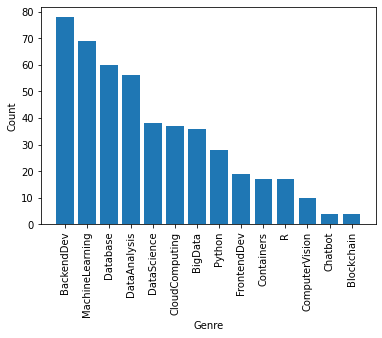 80
70
60
50
40
30
20
10
0
Count
BackendDev
MachineLearning
Database
DataAnalysis
DataScience
CloudComputing
BigData
Python
FrontendDev
Containers
R
ComputerVision
Chatbot
Blockchain
Genre